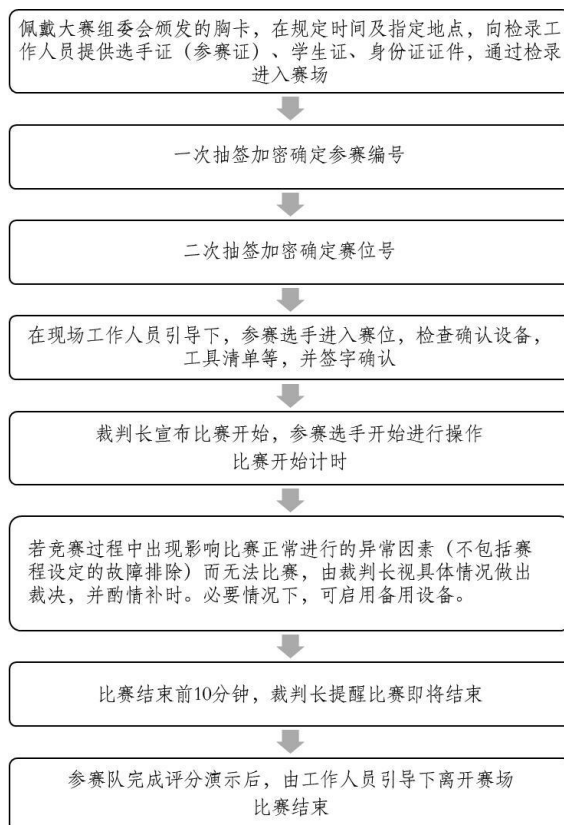 佩戴大赛组委会颁发的胸卡，在规定时间及指定地点，向检录工
作人员提供选手证（参赛证）、学生证、身份证证件，通过检录
进入赛场
一次抽签加密确定参赛编号
二次抽签加密确定赛位号
在现场工作人员引导下，参赛选手进入赛位，检查确认设备，
工具清单等，并签字确认
裁判长宣布比赛开始，参赛选手开始进行操作
比赛开始计时
若竞赛过程中出现影响比赛正常进行的异常因素（不包括赛
程设定的故障排除）而无法比赛，由裁判长视具体情况做出
裁决，并酌情补时。必要情况下，可启用备用设备。
比赛结束前10分钟，裁判长提醒比赛即将结束
参赛队完成评分演示后，由工作人员引导下离开赛场
比赛结束